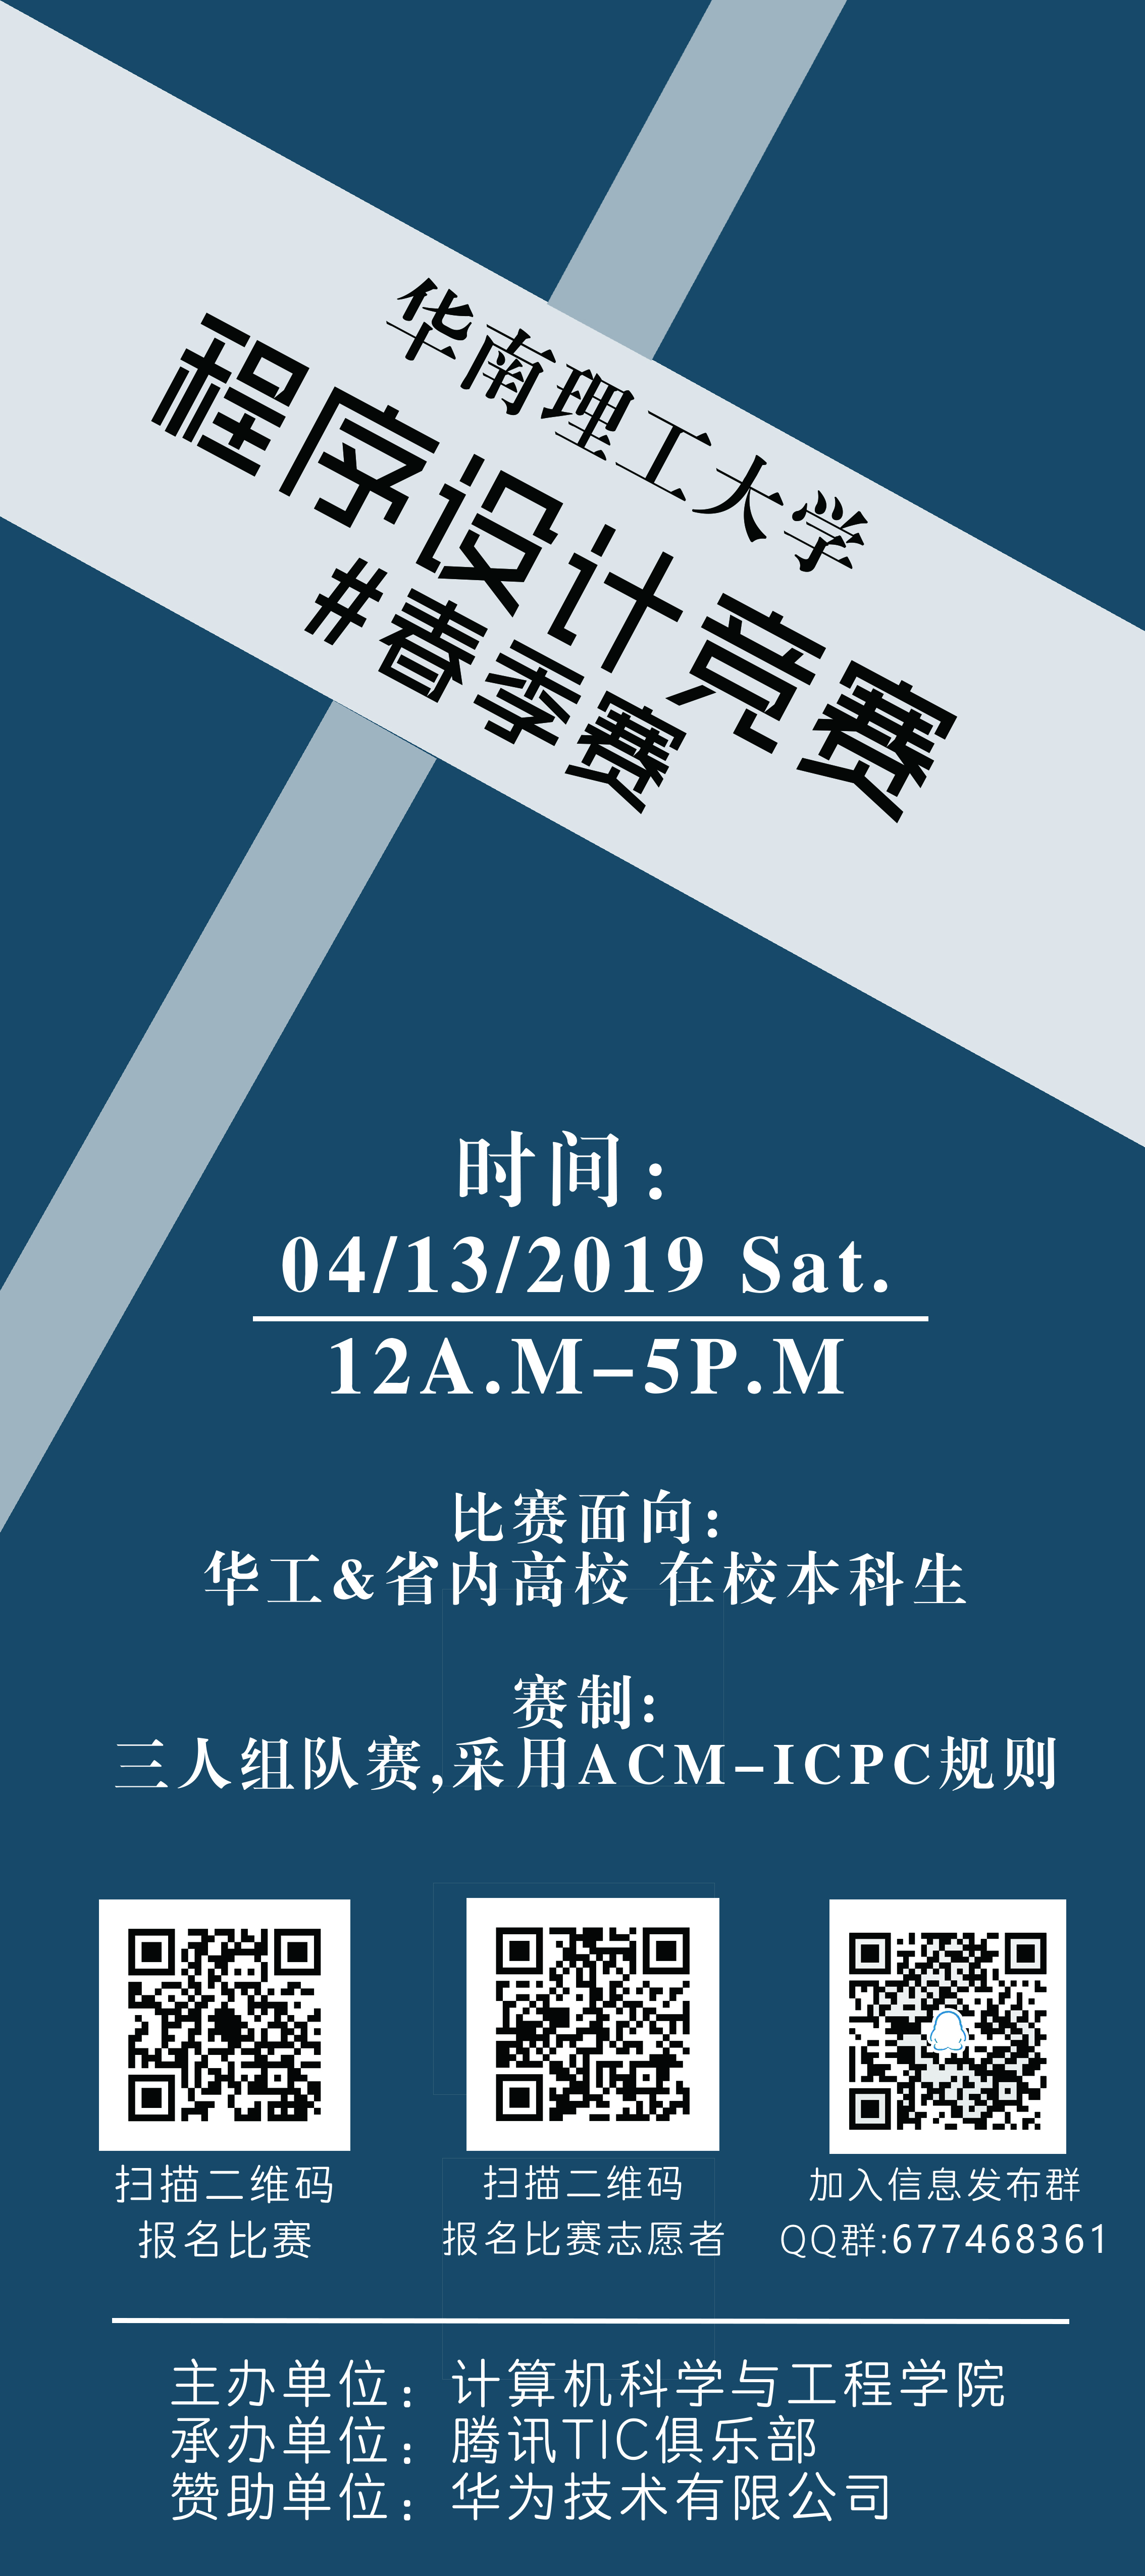 华南理工大学
程序设计竞赛
#春季赛
时间：
04/13/2019 Sat.
12A.M-5P.M
比赛面向:
华工&省内高校 在校本科生
赛制:
三人组队赛,采用ACM-ICPC规则
扫描二维码
报名比赛
扫描二维码
报名比赛志愿者
加入信息发布群
QQ群:677468361
主办单位：计算机科学与工程学院
承办单位：腾讯TIC俱乐部
赞助单位：华为技术有限公司